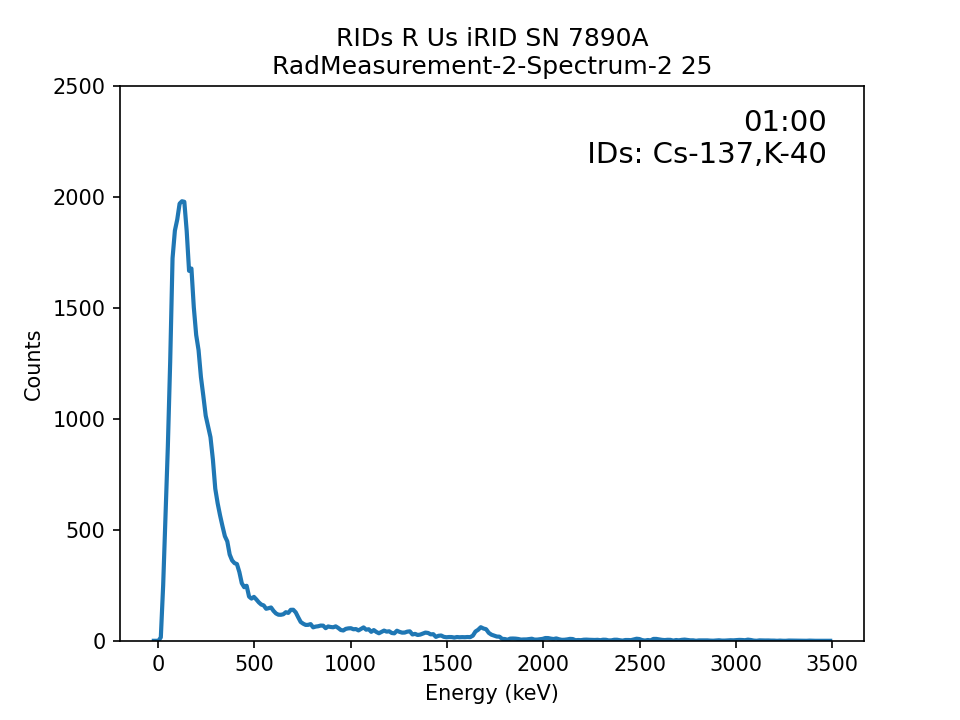 RIDs R Us iRID SN 7890A
RadMeasurement-2-Spectrum-2 25
01:00
IDs: Cs-137,K-40
2500
2000
1500
1000
500
0
Counts
0 500 1000 1500 2000 2500 3000 3500
Energy (keV)